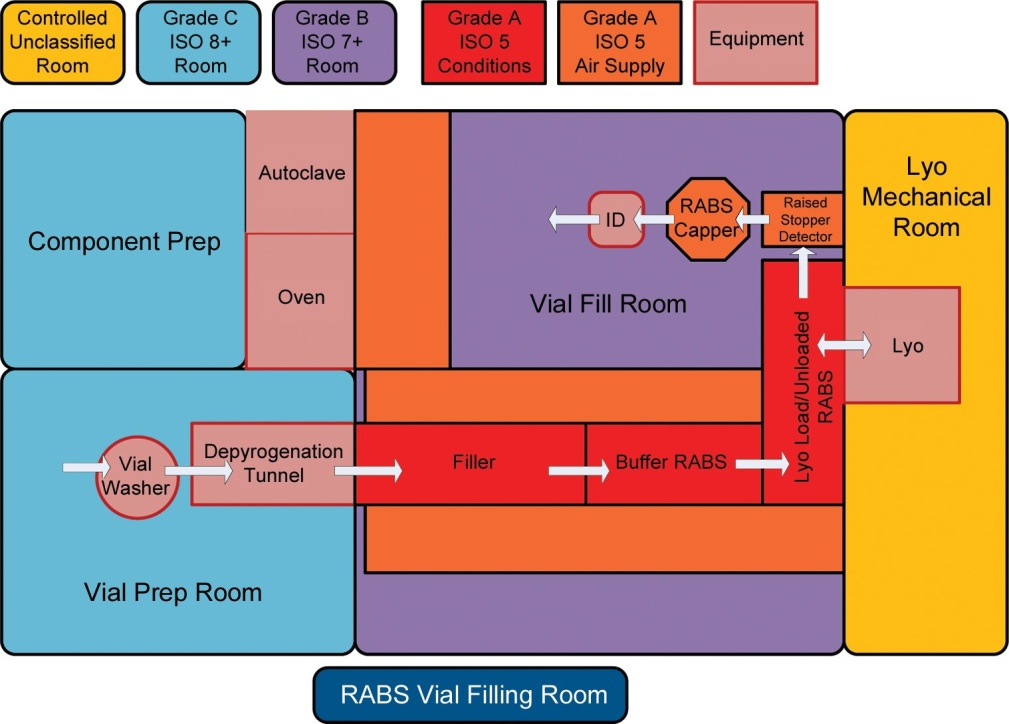 Controlled
Unclassified
Room
Grade C
ISO 8+
Room
Grade B
ISO 7+
Room
Grade A
ISO 5
Conditions
Grade A
ISO 5
Air Supply
Equipment
Component Prep
Autoclave
Oven
Vial Fill Room
ID
RABS
Capper
Raised
Stopper
Detector
Lyo
Mechanical
Room
Lyo Load/Unloaded
RABS
Lyo
Vial
Washer
Depyrogenation
Tunnel
Filler
Buffer RABS
Vial Prep Room
RABS Vial Filling Room